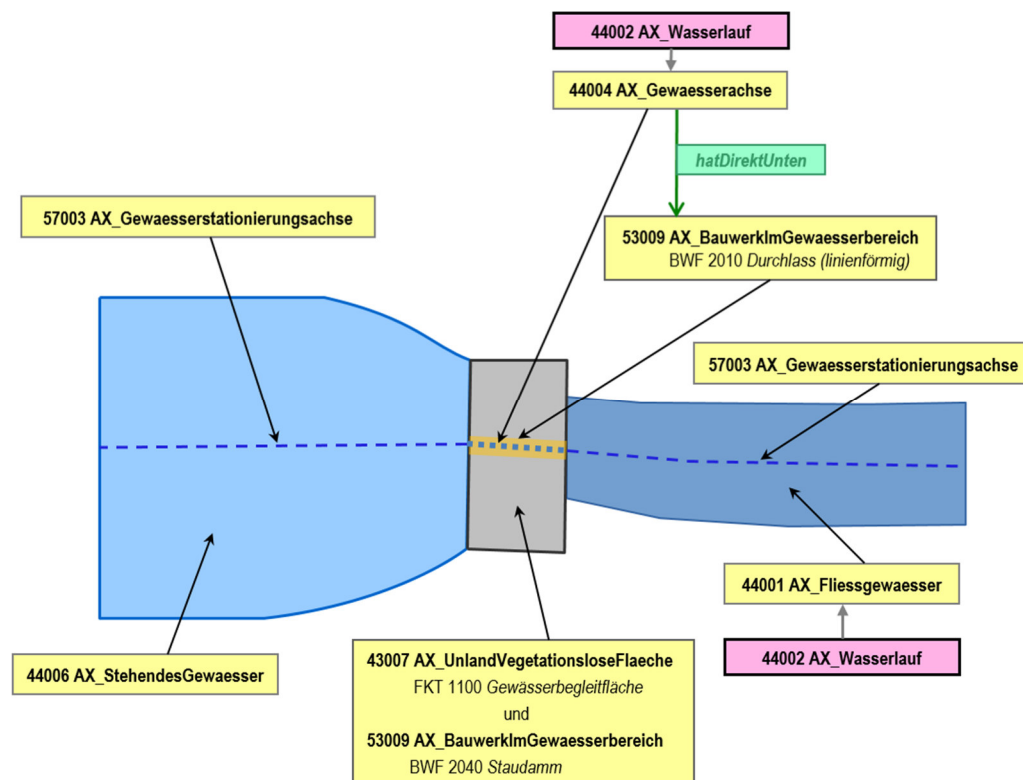 44002 AX_Wasserlauf
44004 AX_Gewaesserachse
hatDirektUnten
57003 AX_Gewaesserstationierungsachse
53009 AX_BauwerkImGewaesserbereich
BWF 2010 Durchlass (linienförmig)
57003 AX_Gewaesserstationierungsachse
44001 AX_Fliessgewaesser
44002 AX_Wasserlauf
44006 AX_StehendesGewaesser
43007 AX_UnlandVegetationsloseFlaeche
FKT 1100 Gewässerbegleitfläche
und
53009 AX_BauwerkImGewaesserbereich
BWF 2040 Staudamm